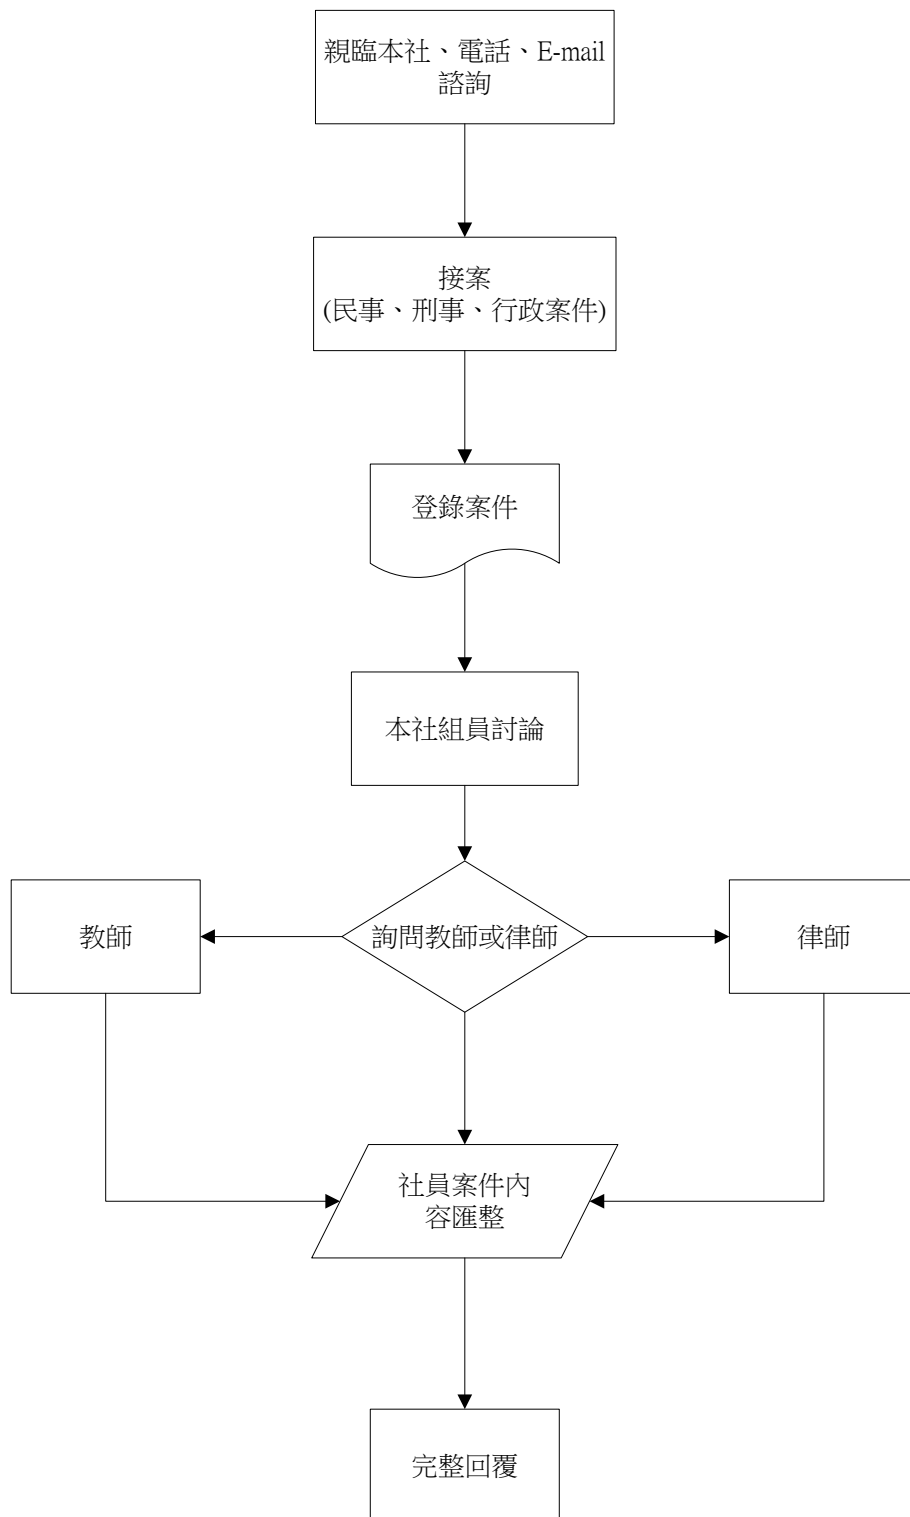 親臨本社、電話、E-mail
諮詢
接案
(民事、刑事、行政案件)
登錄案件
本社組員討論
教師
詢問教師或律師
律師
社員案件內
容匯整
完整回覆